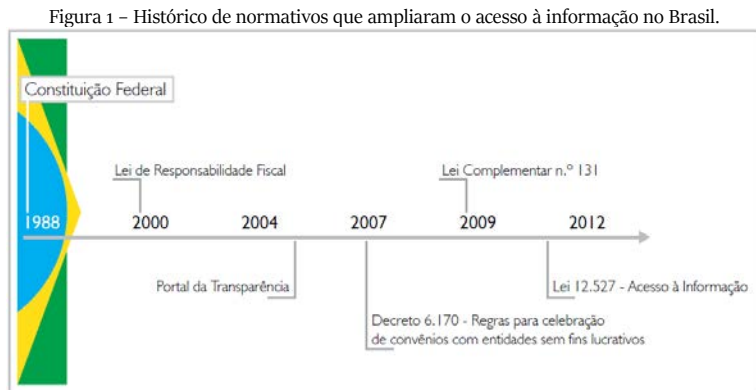 Figura 1 – Histórico de normativos que ampliaram o acesso à informação no Brasil.
Constituição Federal
Lei de Responsabilidade Fiscal
Lei Complementar n.º 131
1988
2000
2004
2007
2009
2012
Portal da Transparência
Lei 12.527 - Acesso à Informação
Decreto 6.170 - Regras para celebração
de convênios com entidades sem fins lucrativos